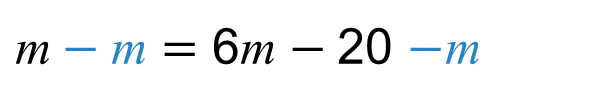 m − m = 6m − 20 −m